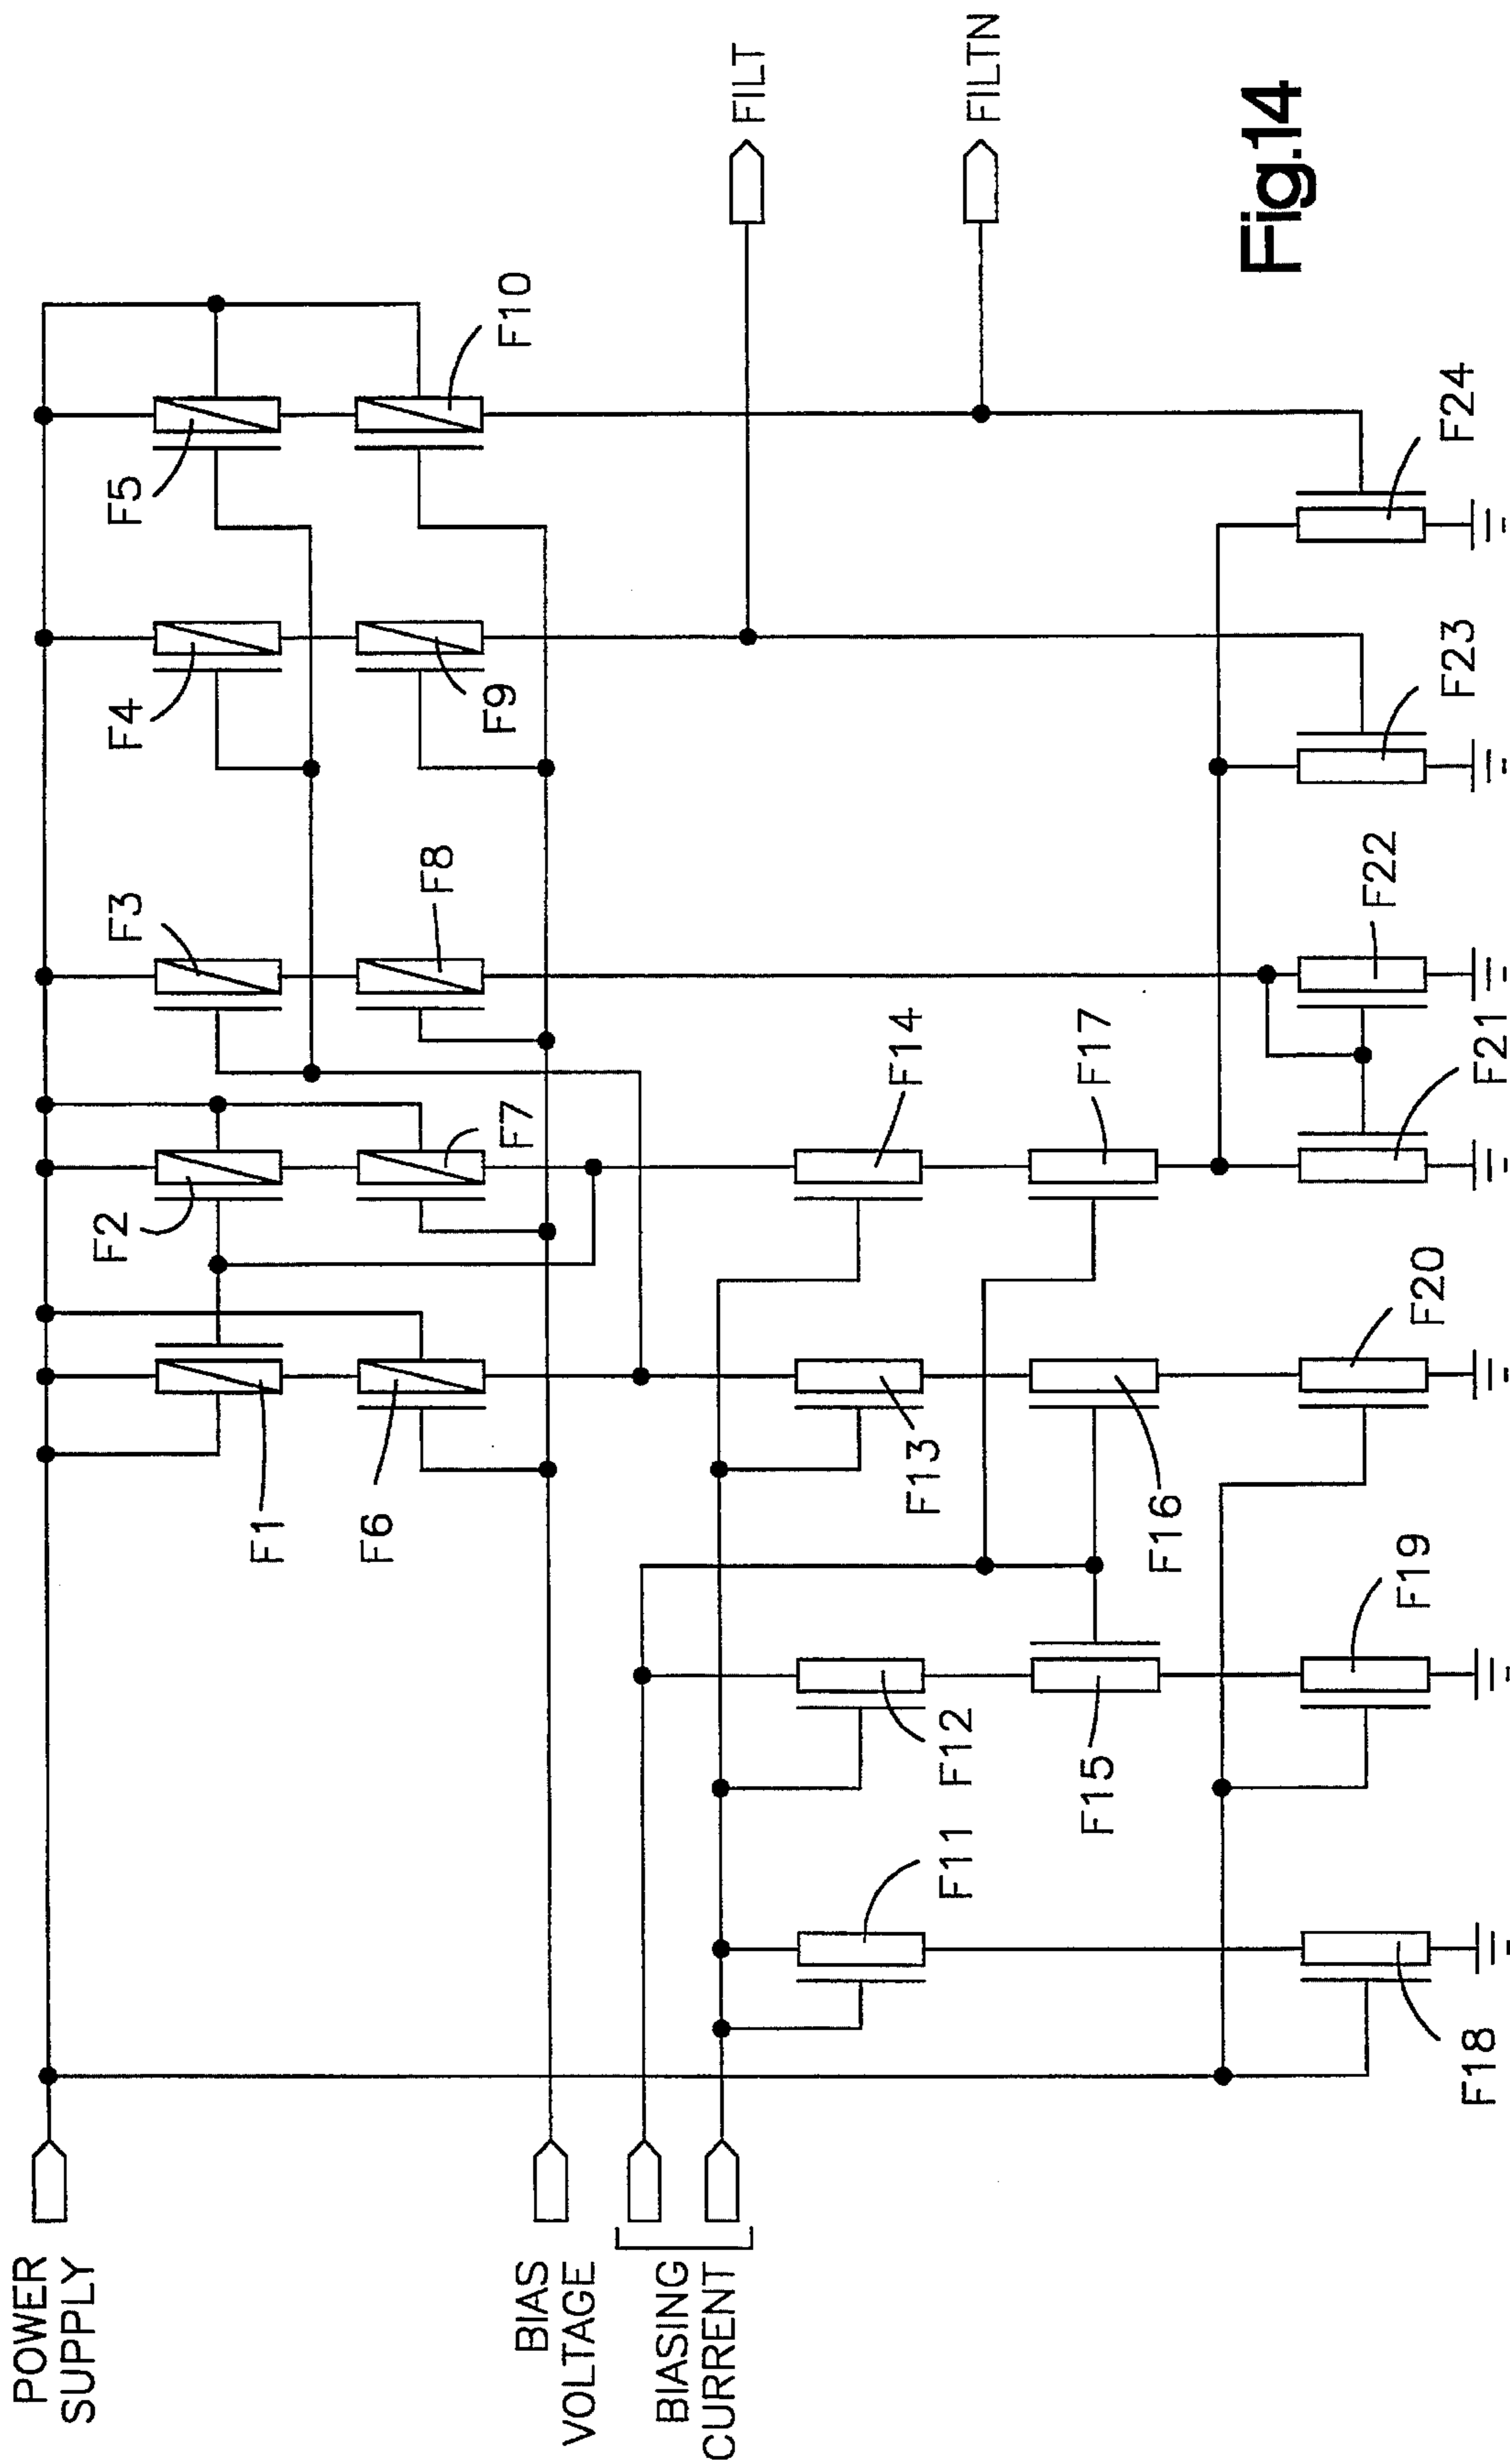 POWER
SUPPLY
BIAS
VOLTAGE
BIASING
CURRENT
F1
F2
F3
F4
F5
F6
F7
F8
F9
F10
F11
F12
F13
F14
F15
F16
F17
F18
F19
F20
F21
F22
F23
F24
FILT
FILTN
Fig.14